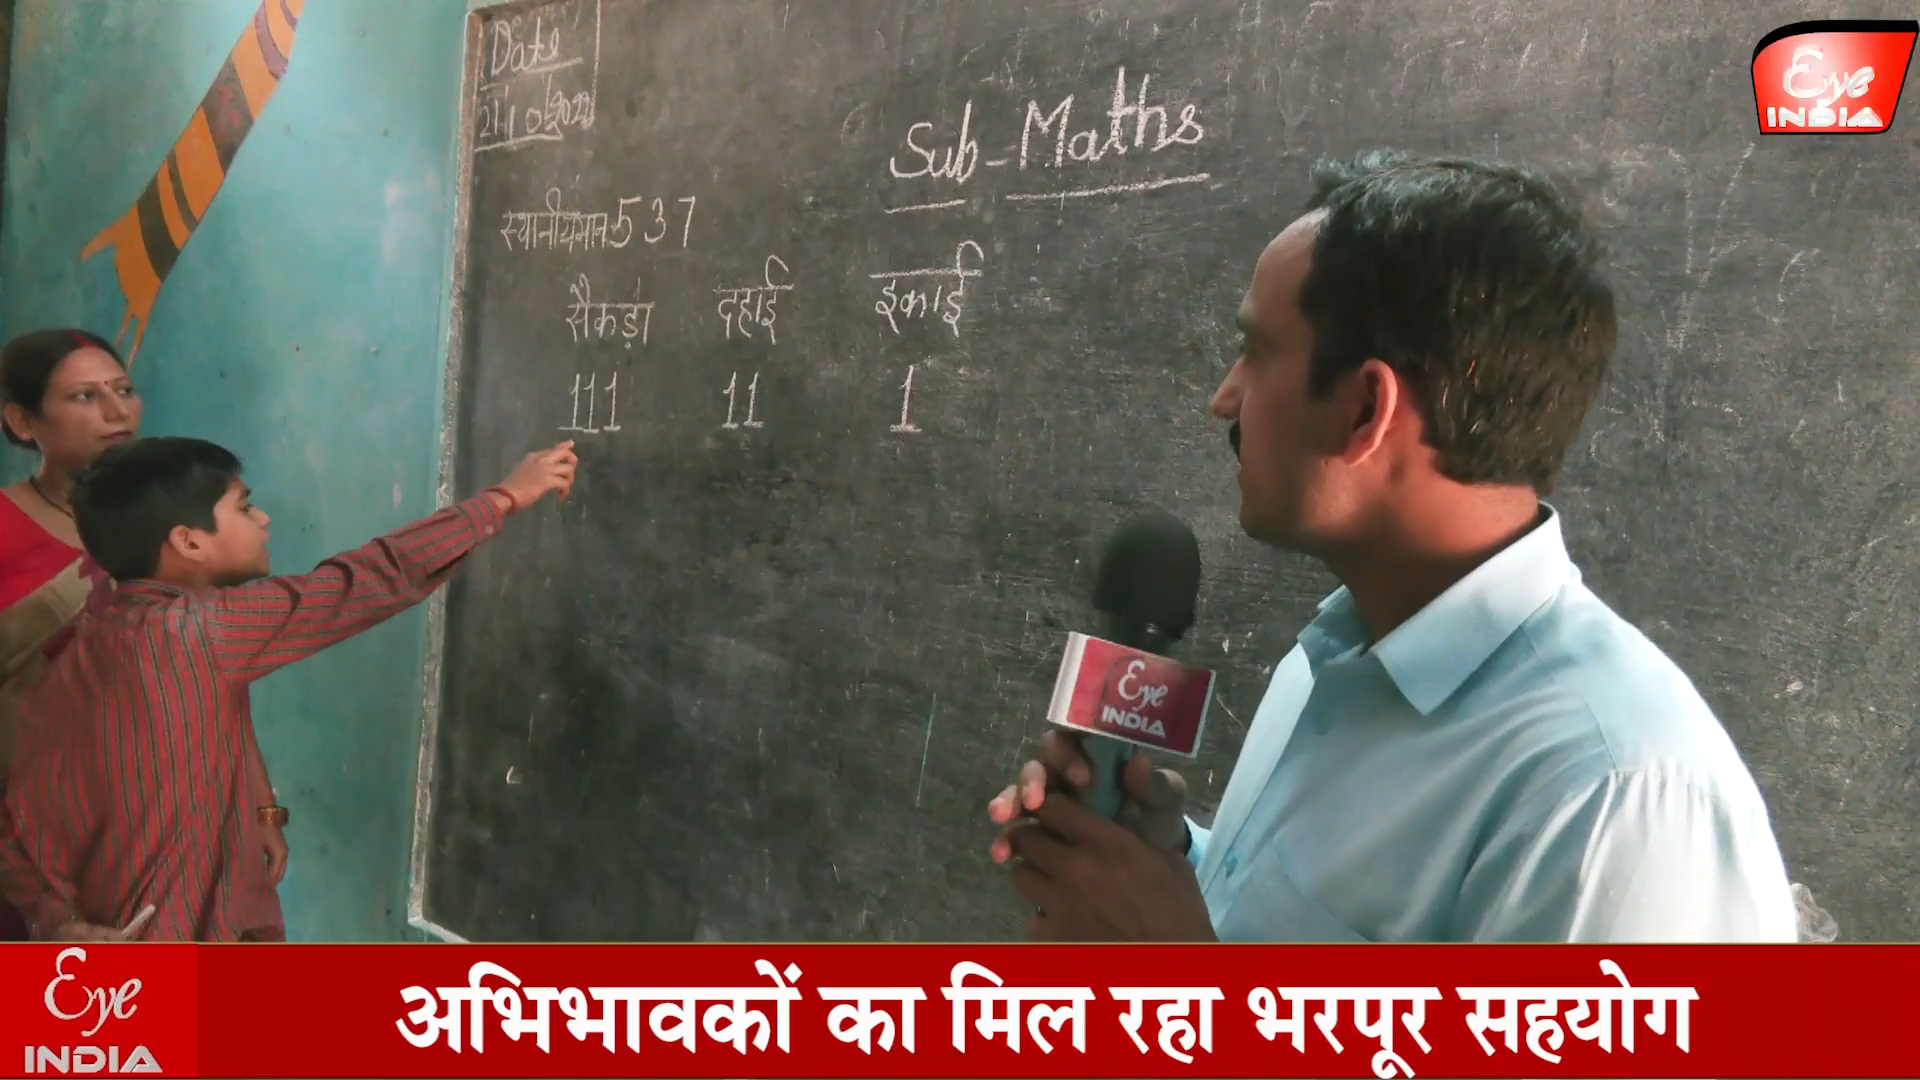 Date
21/10/2022
Sub-Maths
स्थानीयमान 537
सैकड़ा दहाई इकाई
111 11 1
Eye
INDIA
Eye
INDIA
Eye
INDIA
अभिभावकों का मिल रहा भरपूर सहयोग